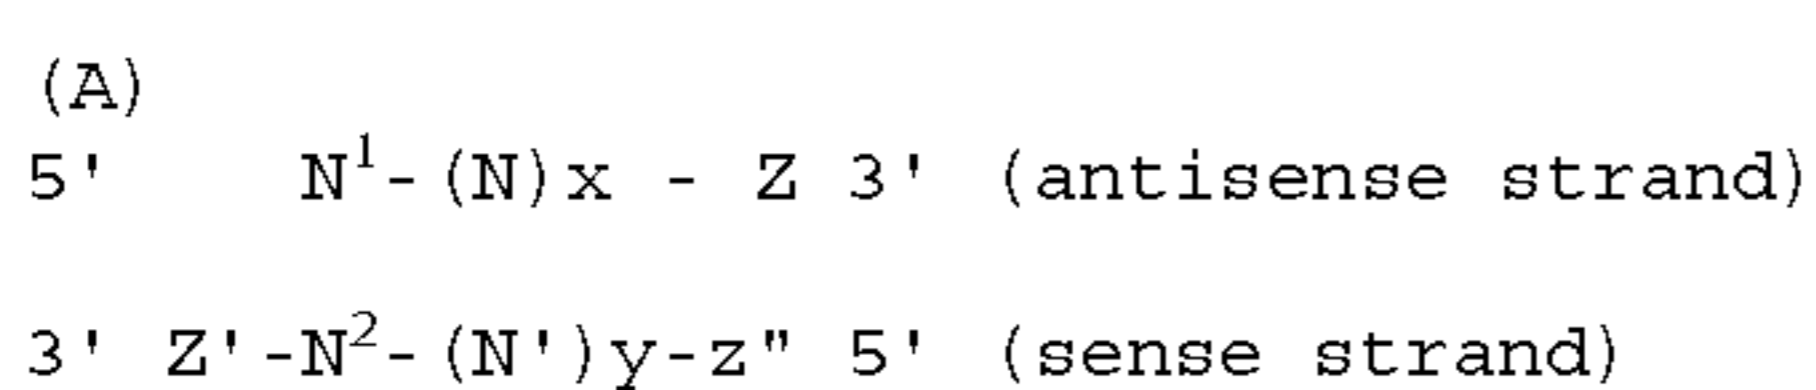 (A)
5' N¹-(N)x - Z 3' (antisense strand)
3' Z'-N²-(N')y-z" 5' (sense strand)